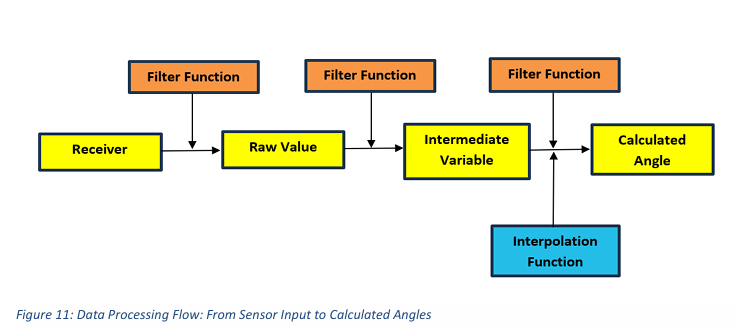 Filter Function
Filter Function
Filter Function
Receiver
Raw Value
Intermediate
Variable
Calculated
Angle
Interpolation
Function
Figure 11: Data Processing Flow: From Sensor Input to Calculated Angles